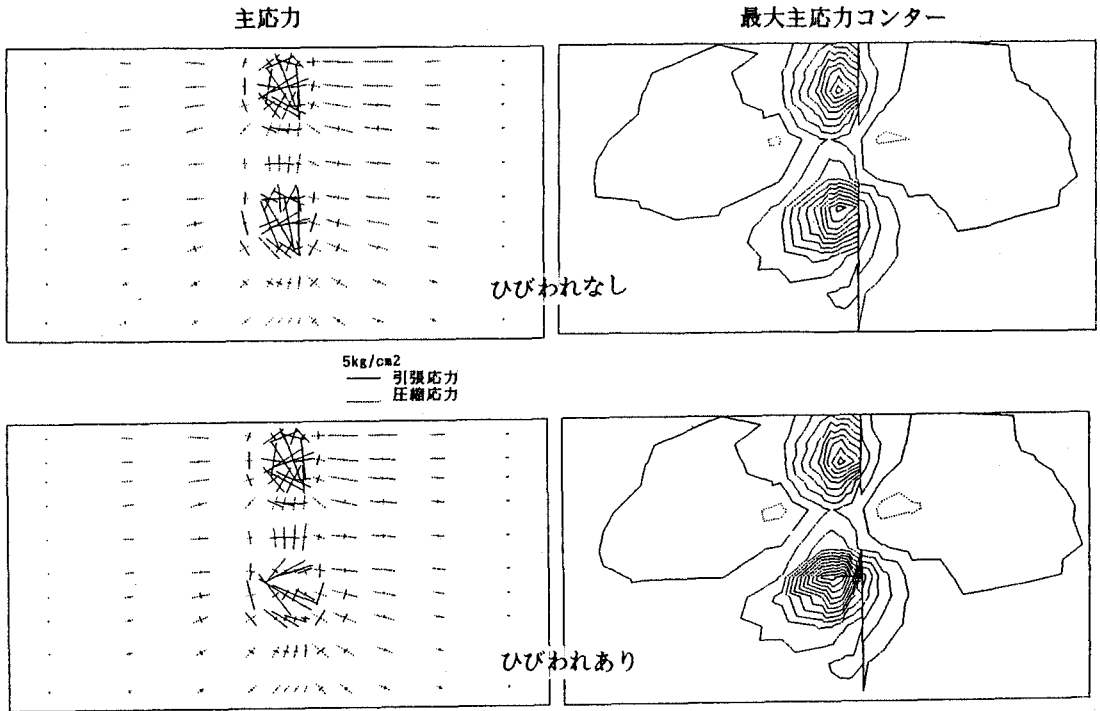 主応力
最大主応力コンター
ひびわれなし
5kg/cm2
引張応力
圧縮応力
ひびわれあり